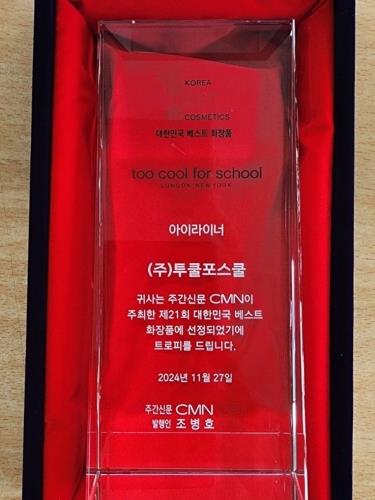 KOREA
COSMETICS
대한민국 베스트 화장품
too cool for school
LONDON NEW YORK
아이라이너
(주)투쿨포스쿨
귀사는 주간신문 CMN이
주최한 제21회 대한민국 베스트
화장품에 선정되었기에
트로피를 드립니다.
2024년 11월 27일
주간신문 CMN
발행인 조 병 호